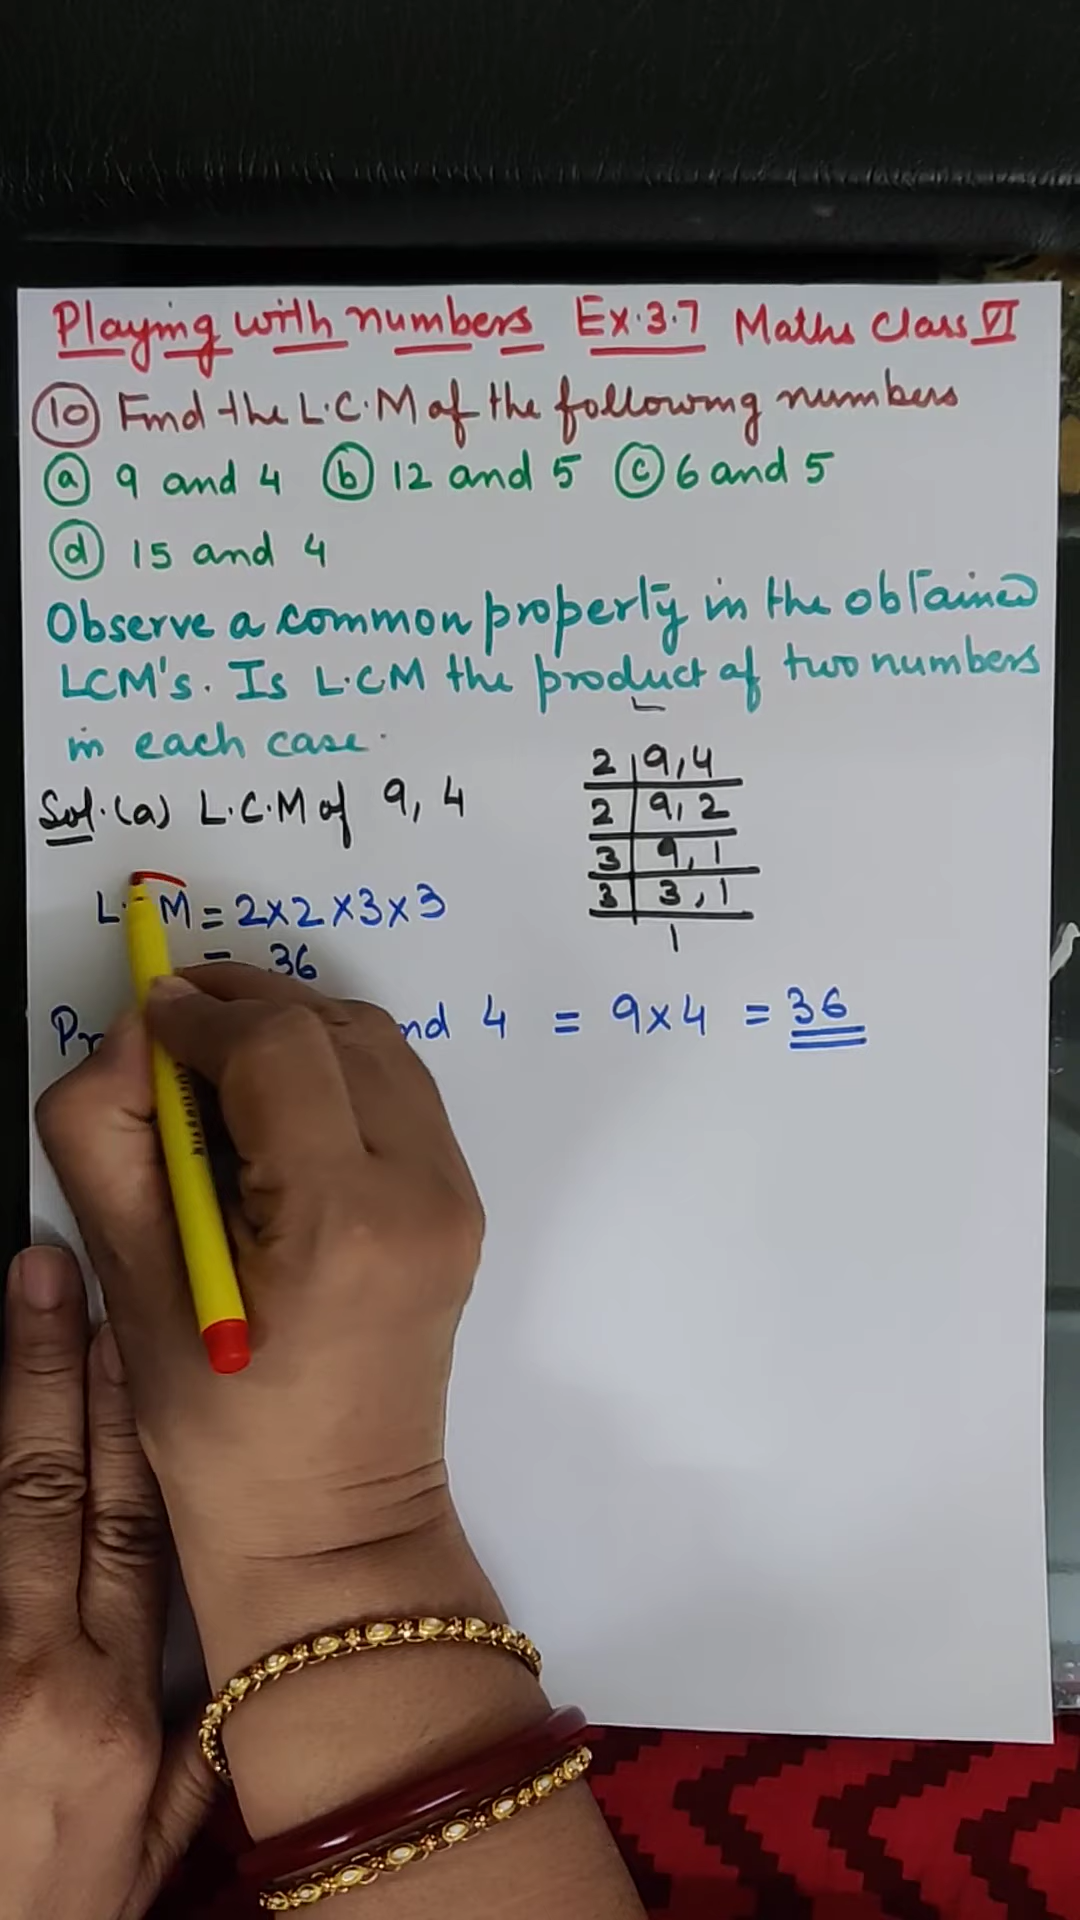 Playing with numbers Ex.3.7 Maths Class VI
10 Find the L.C.M of the following numbers
a 9 and 4 b 12 and 5 c 6 and 5
d 15 and 4
Observe a common property in the obtained
LCM's. Is L.CM the product of two numbers
in each case.
Sol. (a) L.C.M of 9, 4
2 | 9, 4
2 | 9, 2
3 | 9, 1
3 | 3, 1
1
M = 2×2×3×3
= 36
4 = 9×4 = 36